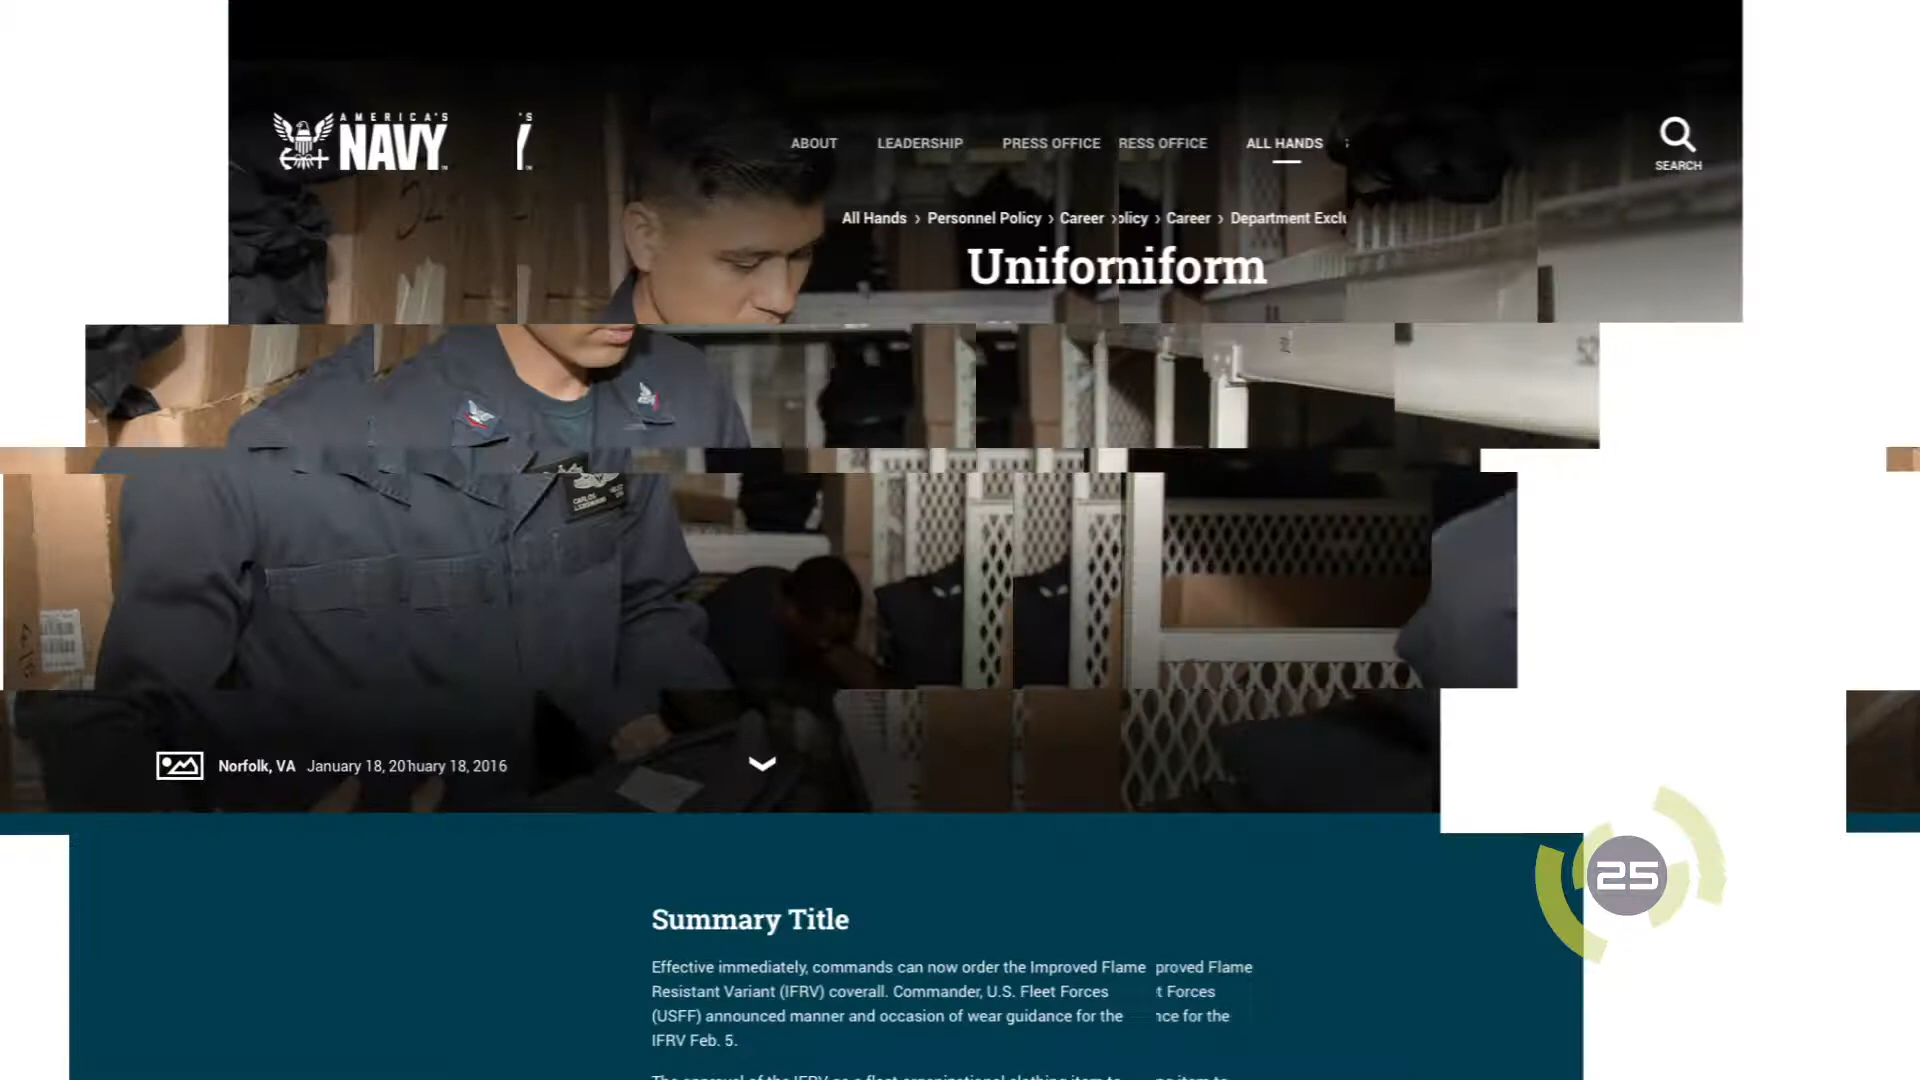 AMERICA'S 'S
NAVY
ABOUT LEADERSHIP PRESS OFFICE RESS OFFICE ALL HANDS
SEARCH
All Hands › Personnel Policy › Career ›olicy › Career › Department Exclu
Uniforniform
CARLOS
Norfolk, VA January 18, 201nuary 18, 2016
25
Summary Title
Effective immediately, commands can now order the Improved Flame proved Flame
Resistant Variant (IFRV) coverall. Commander, U.S. Fleet Forces t Forces
(USFF) announced manner and occasion of wear guidance for the nce for the
IFRV Feb. 5.